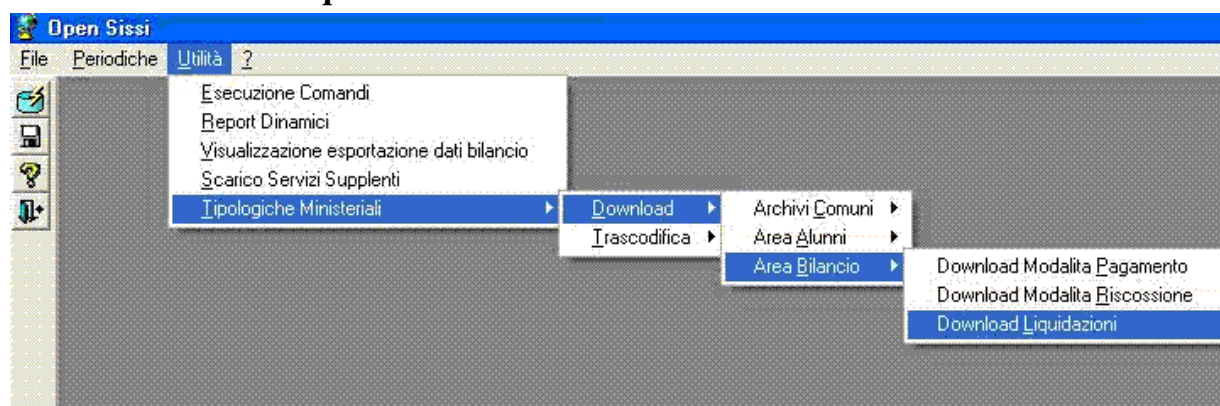 Open Sissi
File Periodiche Utilità ?
Esecuzione Comandi
Report Dinamici
Visualizzazione esportazione dati bilancio
Scarico Servizi Supplenti
Tipologiche Ministeriali
Download
Trascodifica
Archivi Comuni
Area Alunni
Area Bilancio
Download Modalita Pagamento
Download Modalita Riscossione
Download Liquidazioni